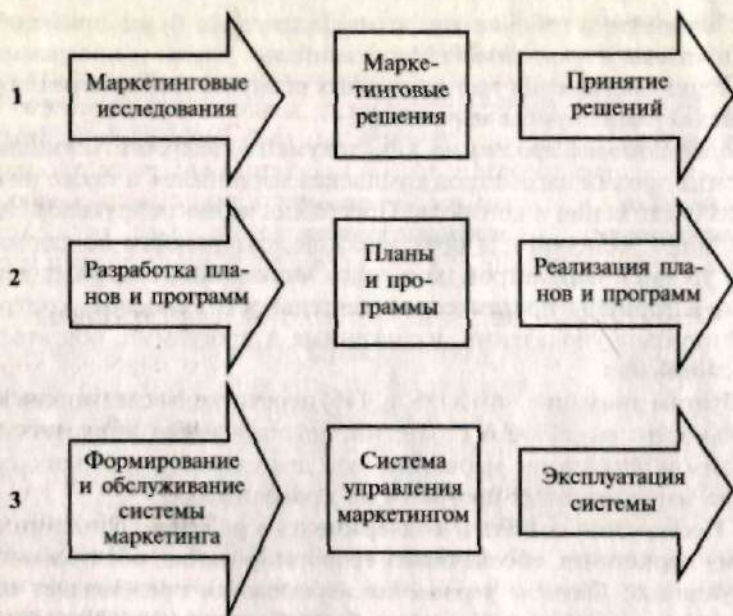 1
Маркетинговые
исследования
Марке-
тинговые
решения
Принятие
решений
2
Разработка пла-
нов и программ
Планы
и про-
граммы
Реализация пла-
нов и программ
3
Формирование
и обслуживание
системы
маркетинга
Система
управления
маркетингом
Эксплуатация
системы